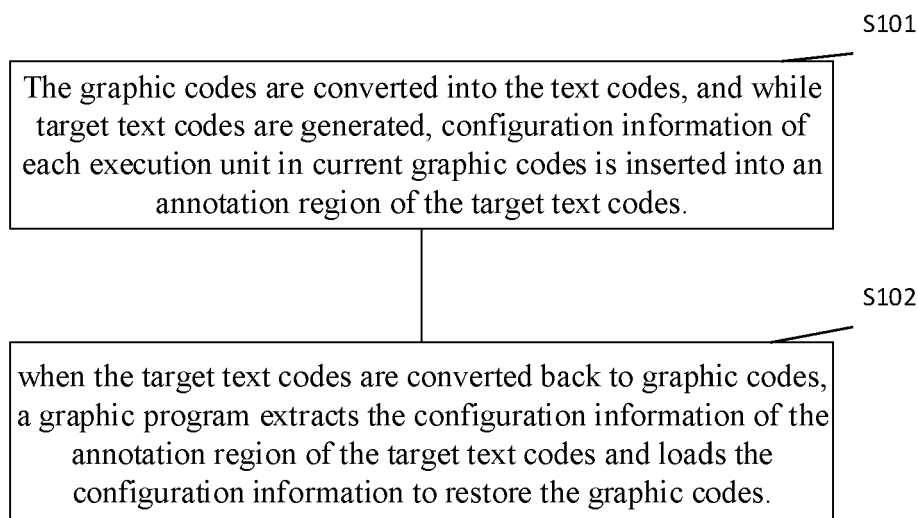 S101
The graphic codes are converted into the text codes, and while
target text codes are generated, configuration information of
each execution unit in current graphic codes is inserted into an
annotation region of the target text codes.
S102
when the target text codes are converted back to graphic codes,
a graphic program extracts the configuration information of the
annotation region of the target text codes and loads the
configuration information to restore the graphic codes.